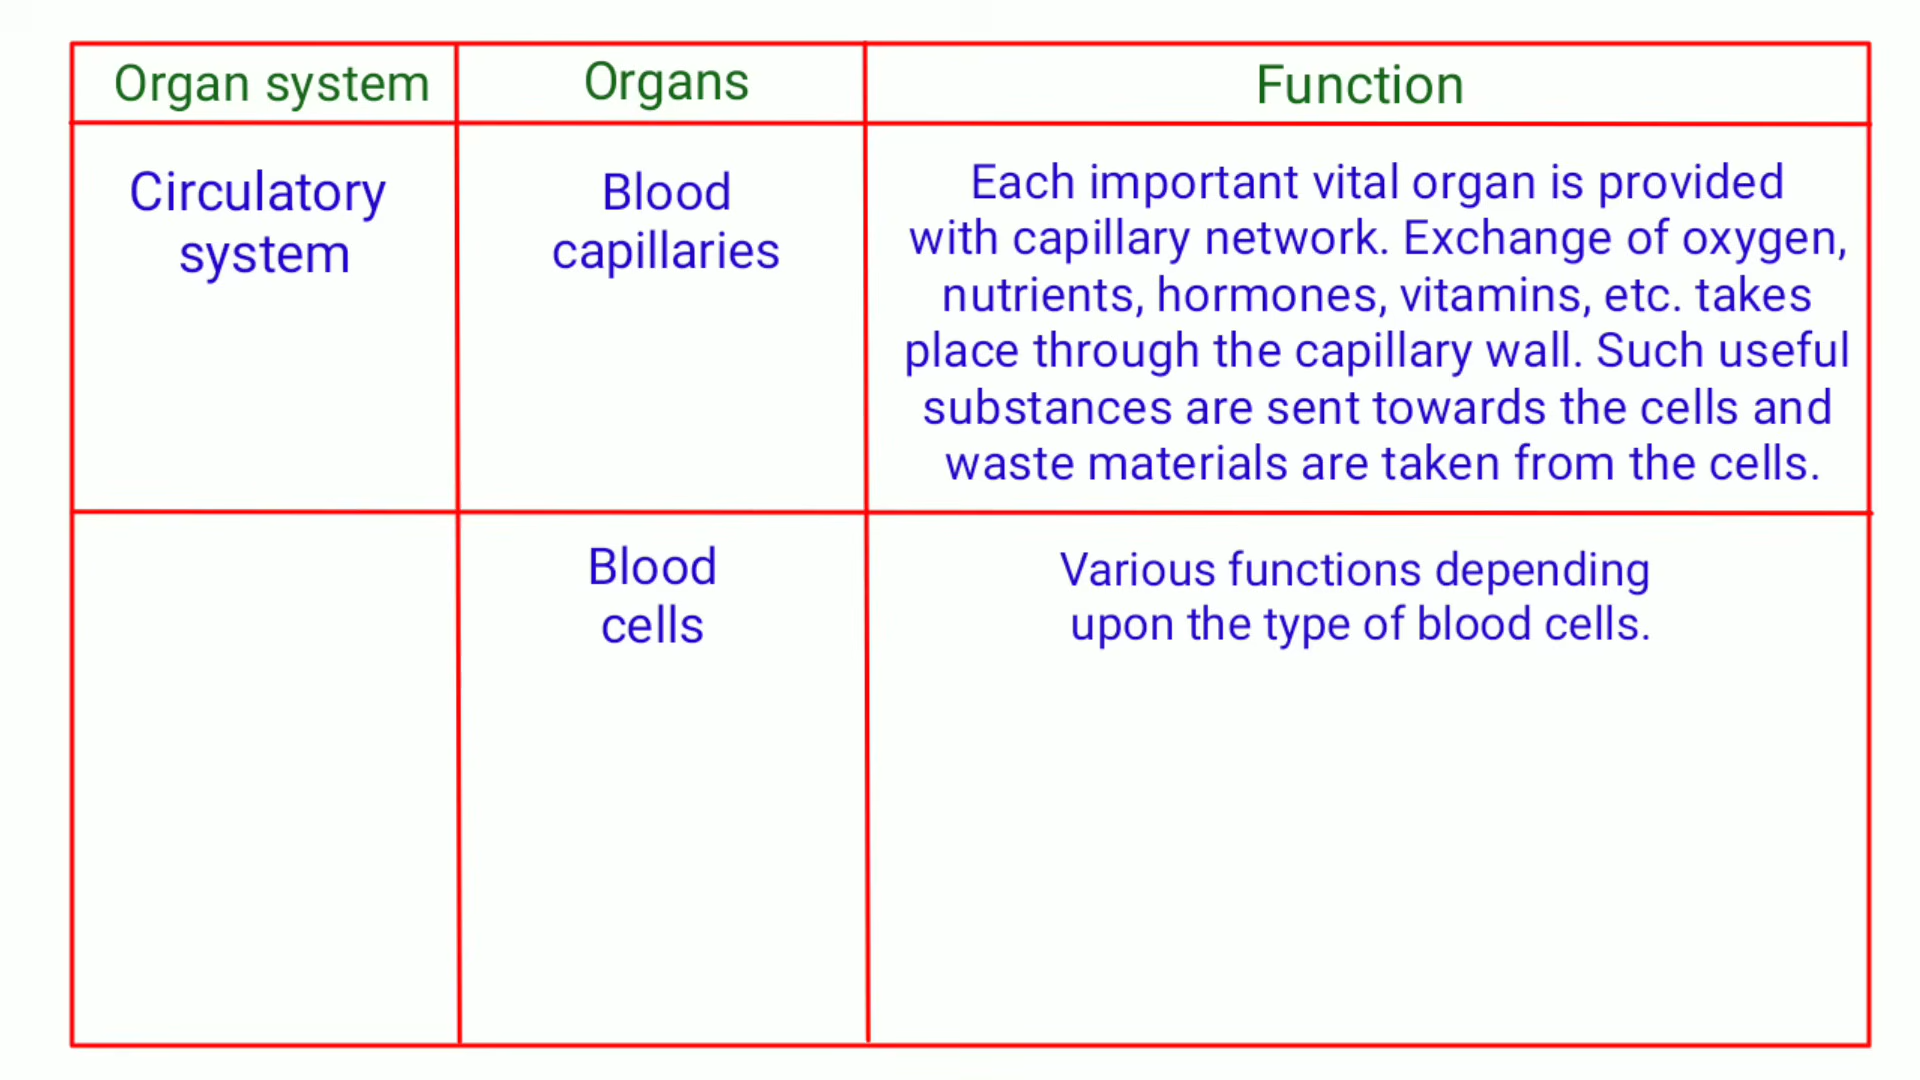 Organ system
Organs
Function
Circulatory
system
Blood
capillaries
Each important vital organ is provided
with capillary network. Exchange of oxygen,
nutrients, hormones, vitamins, etc. takes
place through the capillary wall. Such useful
substances are sent towards the cells and
waste materials are taken from the cells.
Blood
cells
Various functions depending
upon the type of blood cells.